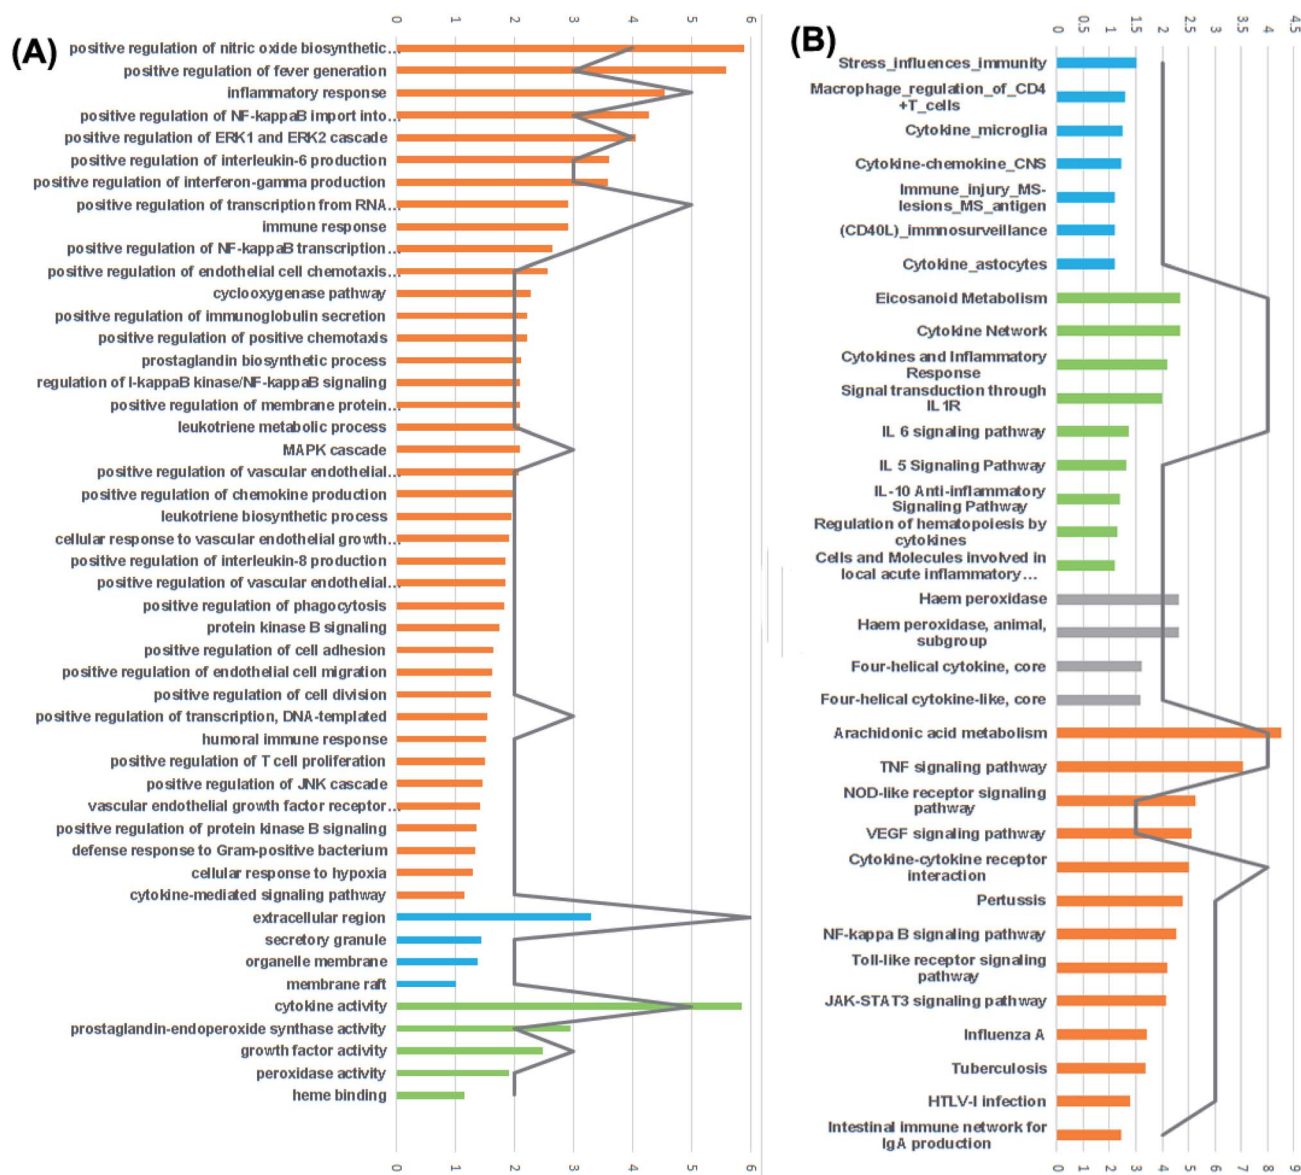 (A)
0 1 2 3 4 5 6
positive regulation of nitric oxide biosynthetic...
positive regulation of fever generation
inflammatory response
positive regulation of NF-kappaB import into...
positive regulation of ERK1 and ERK2 cascade
positive regulation of interleukin-6 production
positive regulation of interferon-gamma production
positive regulation of transcription from RNA...
immune response
positive regulation of NF-kappaB transcription...
positive regulation of endothelial cell chemotaxis...
cyclooxygenase pathway
positive regulation of immunoglobulin secretion
positive regulation of positive chemotaxis
prostaglandin biosynthetic process
regulation of I-kappaB kinase/NF-kappaB signaling
positive regulation of membrane protein...
leukotriene metabolic process
MAPK cascade
positive regulation of vascular endothelial...
positive regulation of chemokine production
leukotriene biosynthetic process
cellular response to vascular endothelial growth...
positive regulation of interleukin-8 production
positive regulation of vascular endothelial...
positive regulation of phagocytosis
protein kinase B signaling
positive regulation of cell adhesion
positive regulation of endothelial cell migration
positive regulation of cell division
positive regulation of transcription, DNA-templated
humoral immune response
positive regulation of T cell proliferation
positive regulation of JNK cascade
vascular endothelial growth factor receptor...
positive regulation of protein kinase B signaling
defense response to Gram-positive bacterium
cellular response to hypoxia
cytokine-mediated signaling pathway
extracellular region
secretory granule
organelle membrane
membrane raft
cytokine activity
prostaglandin-endoperoxide synthase activity
growth factor activity
peroxidase activity
heme binding
0 1 2 3 4 5 6
(B)
0 0.5 1 1.5 2 2.5 3 3.5 4 4.5
Stress_influences_immunity
Macrophage_regulation_of_CD4
+T_cells
Cytokine_microglia
Cytokine-chemokine_CNS
Immune_injury_MS-
lesions_MS_antigen
(CD40L)_immnosurveillance
Cytokine_astocytes
Eicosanoid Metabolism
Cytokine Network
Cytokines and Inflammatory
Response
Signal transduction through
IL1R
IL 6 signaling pathway
IL 5 Signaling Pathway
IL-10 Anti-inflammatory
Signaling Pathway
Regulation of hematopoiesis by
cytokines
Cells and Molecules involved in
local acute inflammatory...
Haem peroxidase
Haem peroxidase, animal,
subgroup
Four-helical cytokine, core
Four-helical cytokine-like, core
Arachidonic acid metabolism
TNF signaling pathway
NOD-like receptor signaling
pathway
VEGF signaling pathway
Cytokine-cytokine receptor
interaction
Pertussis
NF-kappa B signaling pathway
Toll-like receptor signaling
pathway
JAK-STAT3 signaling pathway
Influenza A
Tuberculosis
HTLV-I infection
Intestinal immune network for
IgA production
0 1 2 3 4 5 6 7 8 9